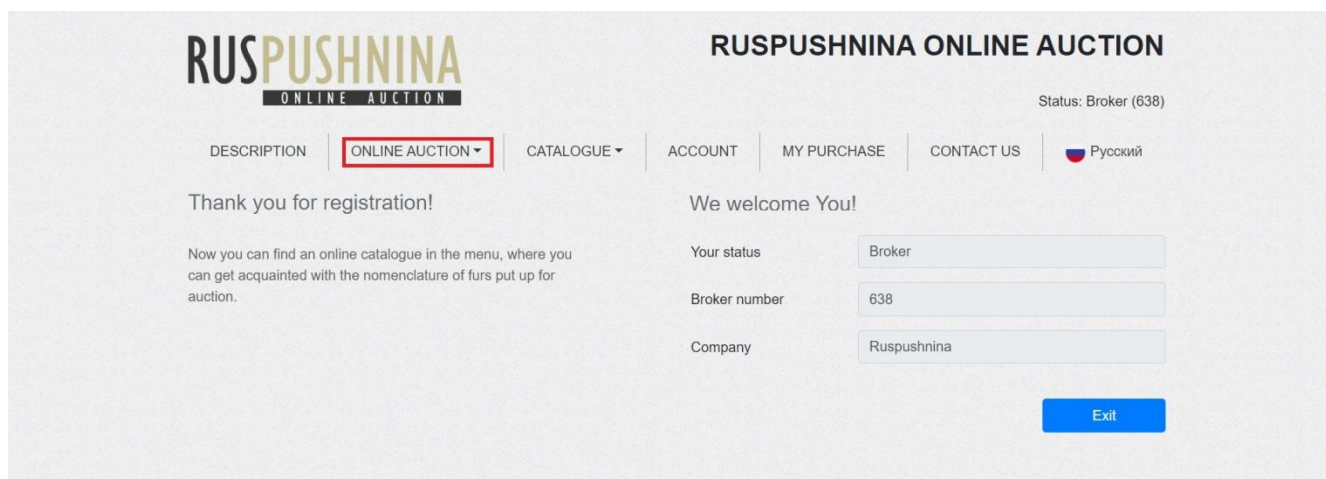 RUSPUSHNINA
ONLINE AUCTION
RUSPUSHNINA ONLINE AUCTION
Status: Broker (638)
DESCRIPTION ONLINE AUCTION CATALOGUE ACCOUNT MY PURCHASE CONTACT US Русский
Thank you for registration!
Now you can find an online catalogue in the menu, where you
can get acquainted with the nomenclature of furs put up for
auction.
We welcome You!
Your status Broker
Broker number 638
Company Ruspushnina
Exit